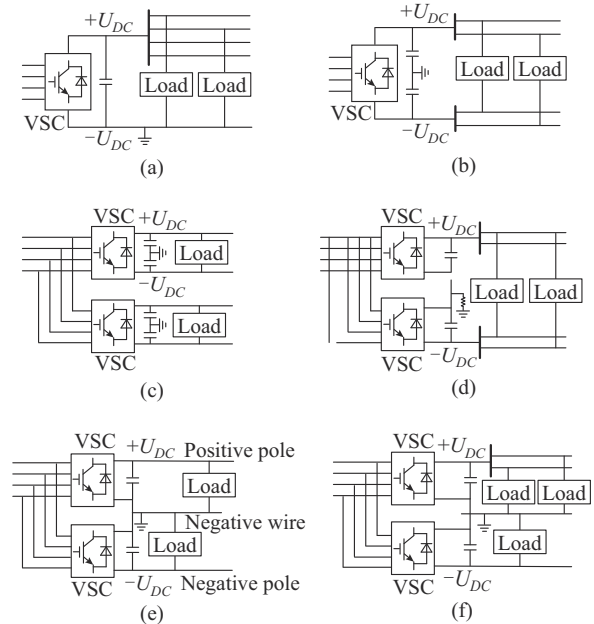 +U_DC
Load Load
VSC
−U_DC
(a)
+U_DC
Load Load
VSC
−U_DC
(b)
VSC +U_DC
Load
−U_DC
Load
VSC
(c)
VSC +U_DC
Load Load
−U_DC
VSC
(d)
VSC
+U_DC Positive pole
Load
Negative wire
Load
VSC −U_DC Negative pole
(e)
VSC +U_DC
Load Load
Load
VSC −U_DC
(f)